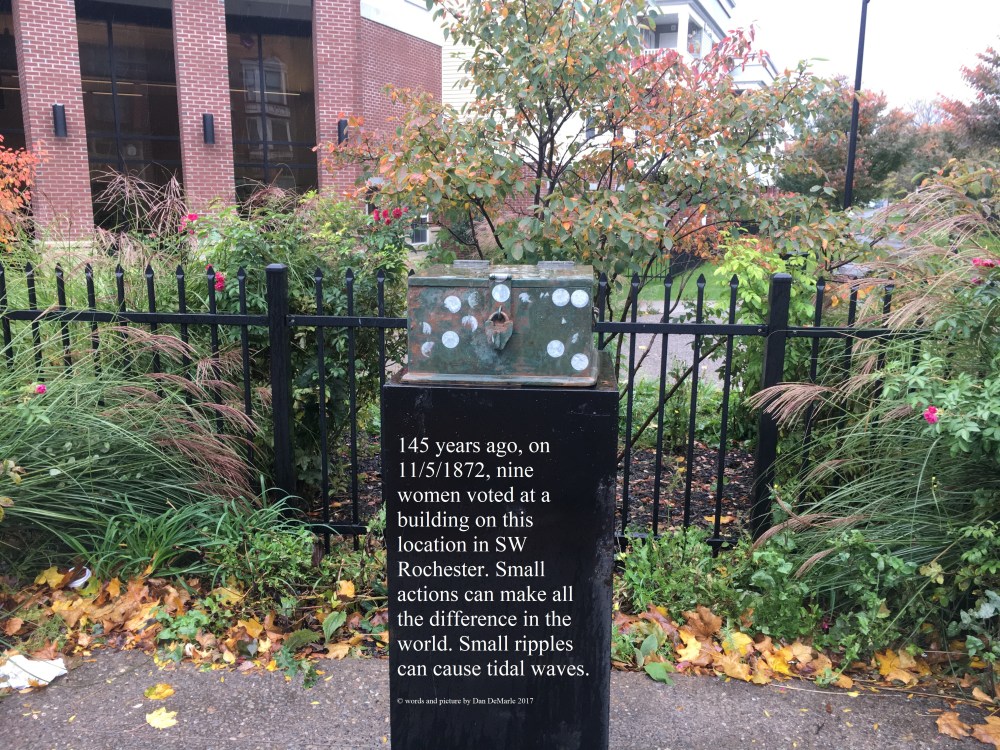 145 years ago, on
11/5/1872, nine
women voted at a
building on this
location in SW
Rochester. Small
actions can make all
the difference in the
world. Small ripples
can cause tidal waves.
© words and picture by Dan DeMarle 2017